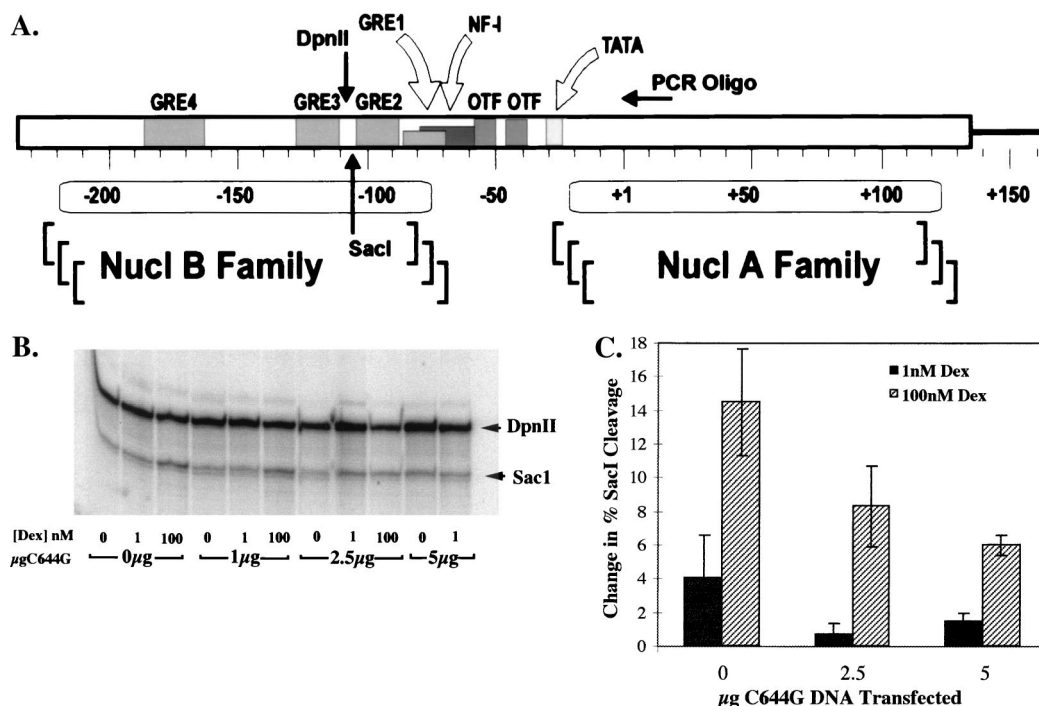 A.
GRE1
NF-I
DpnII
TATA
PCR Oligo
GRE4
GRE3
GRE2
OTF
OTF
-200
-150
-100
-50
+1
+50
+100
+150
SacI
NucI B Family
NucI A Family
B.
DpnII
Sac1
[Dex] nM
0 1 100 0 1 100 0 1 100 0 1
µgC644G
0µg 1µg 2.5µg 5µg
C.
18
16
14
12
10
8
6
4
2
0
Change in % SacI Cleavage
1nM Dex
100nM Dex
0 2.5 5
µg C644G DNA Transfected